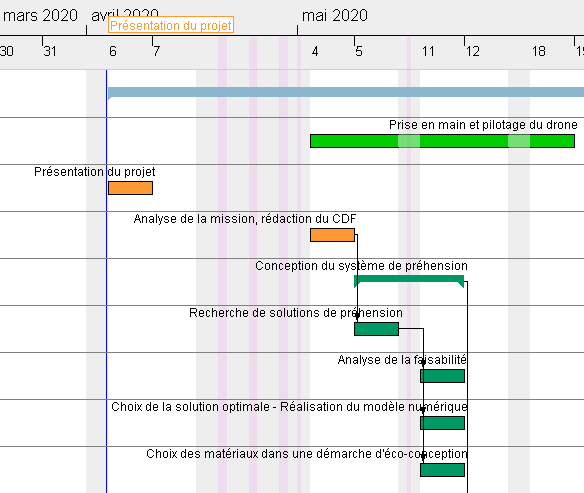 mars 2020 avril 2020 mai 2020
Présentation du projet
30 31 6 7 4 5 11 12 18
Prise en main et pilotage du drone
Présentation du projet
Analyse de la mission, rédaction du CDF
Conception du système de préhension
Recherche de solutions de préhension
Analyse de la faisabilité
Choix de la solution optimale - Réalisation du modèle numérique
Choix des matériaux dans une démarche d'éco-conception